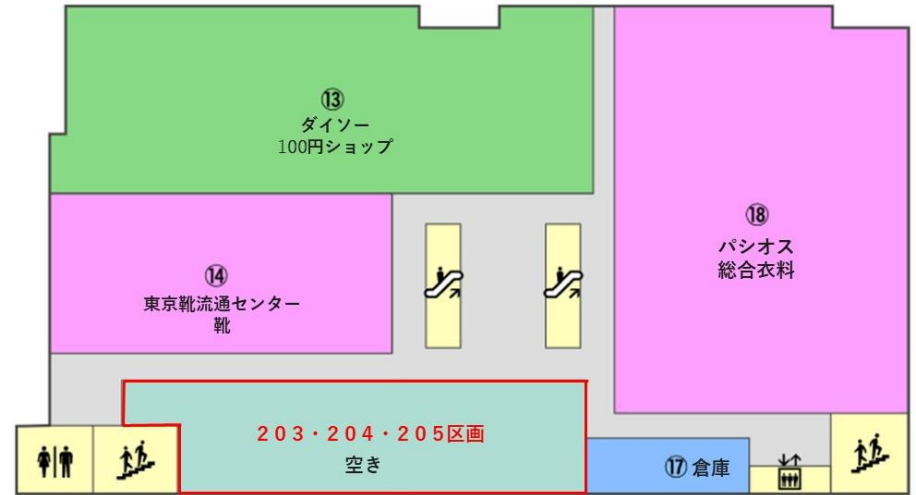 ⑬
ダイソー
100円ショップ
⑱
パシオス
総合衣料
⑭
東京靴流通センター
靴
２０３・２０４・２０５区画
空き
⑰ 倉庫